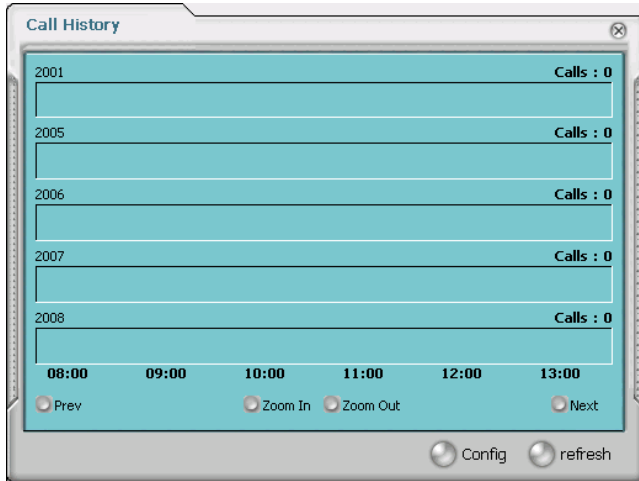 Call History
2001 Calls : 0
2005 Calls : 0
2006 Calls : 0
2007 Calls : 0
2008 Calls : 0
08:00 09:00 10:00 11:00 12:00 13:00
Prev Zoom In Zoom Out Next
Config refresh